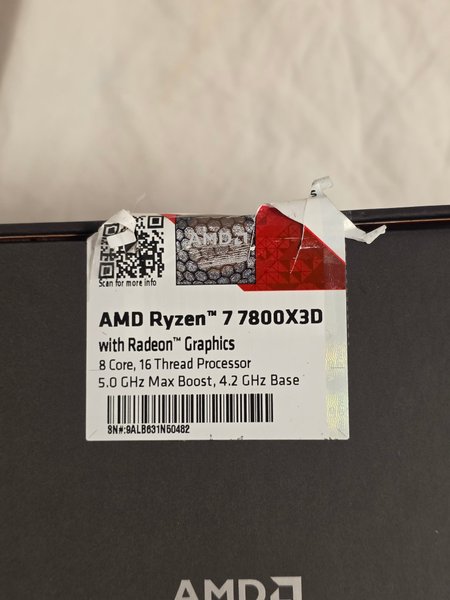 Scan for more info
AMD
AMD Ryzen™ 7 7800X3D
with Radeon™ Graphics
8 Core, 16 Thread Processor
5.0 GHz Max Boost, 4.2 GHz Base
SN#:9ALB631N50482
AMD